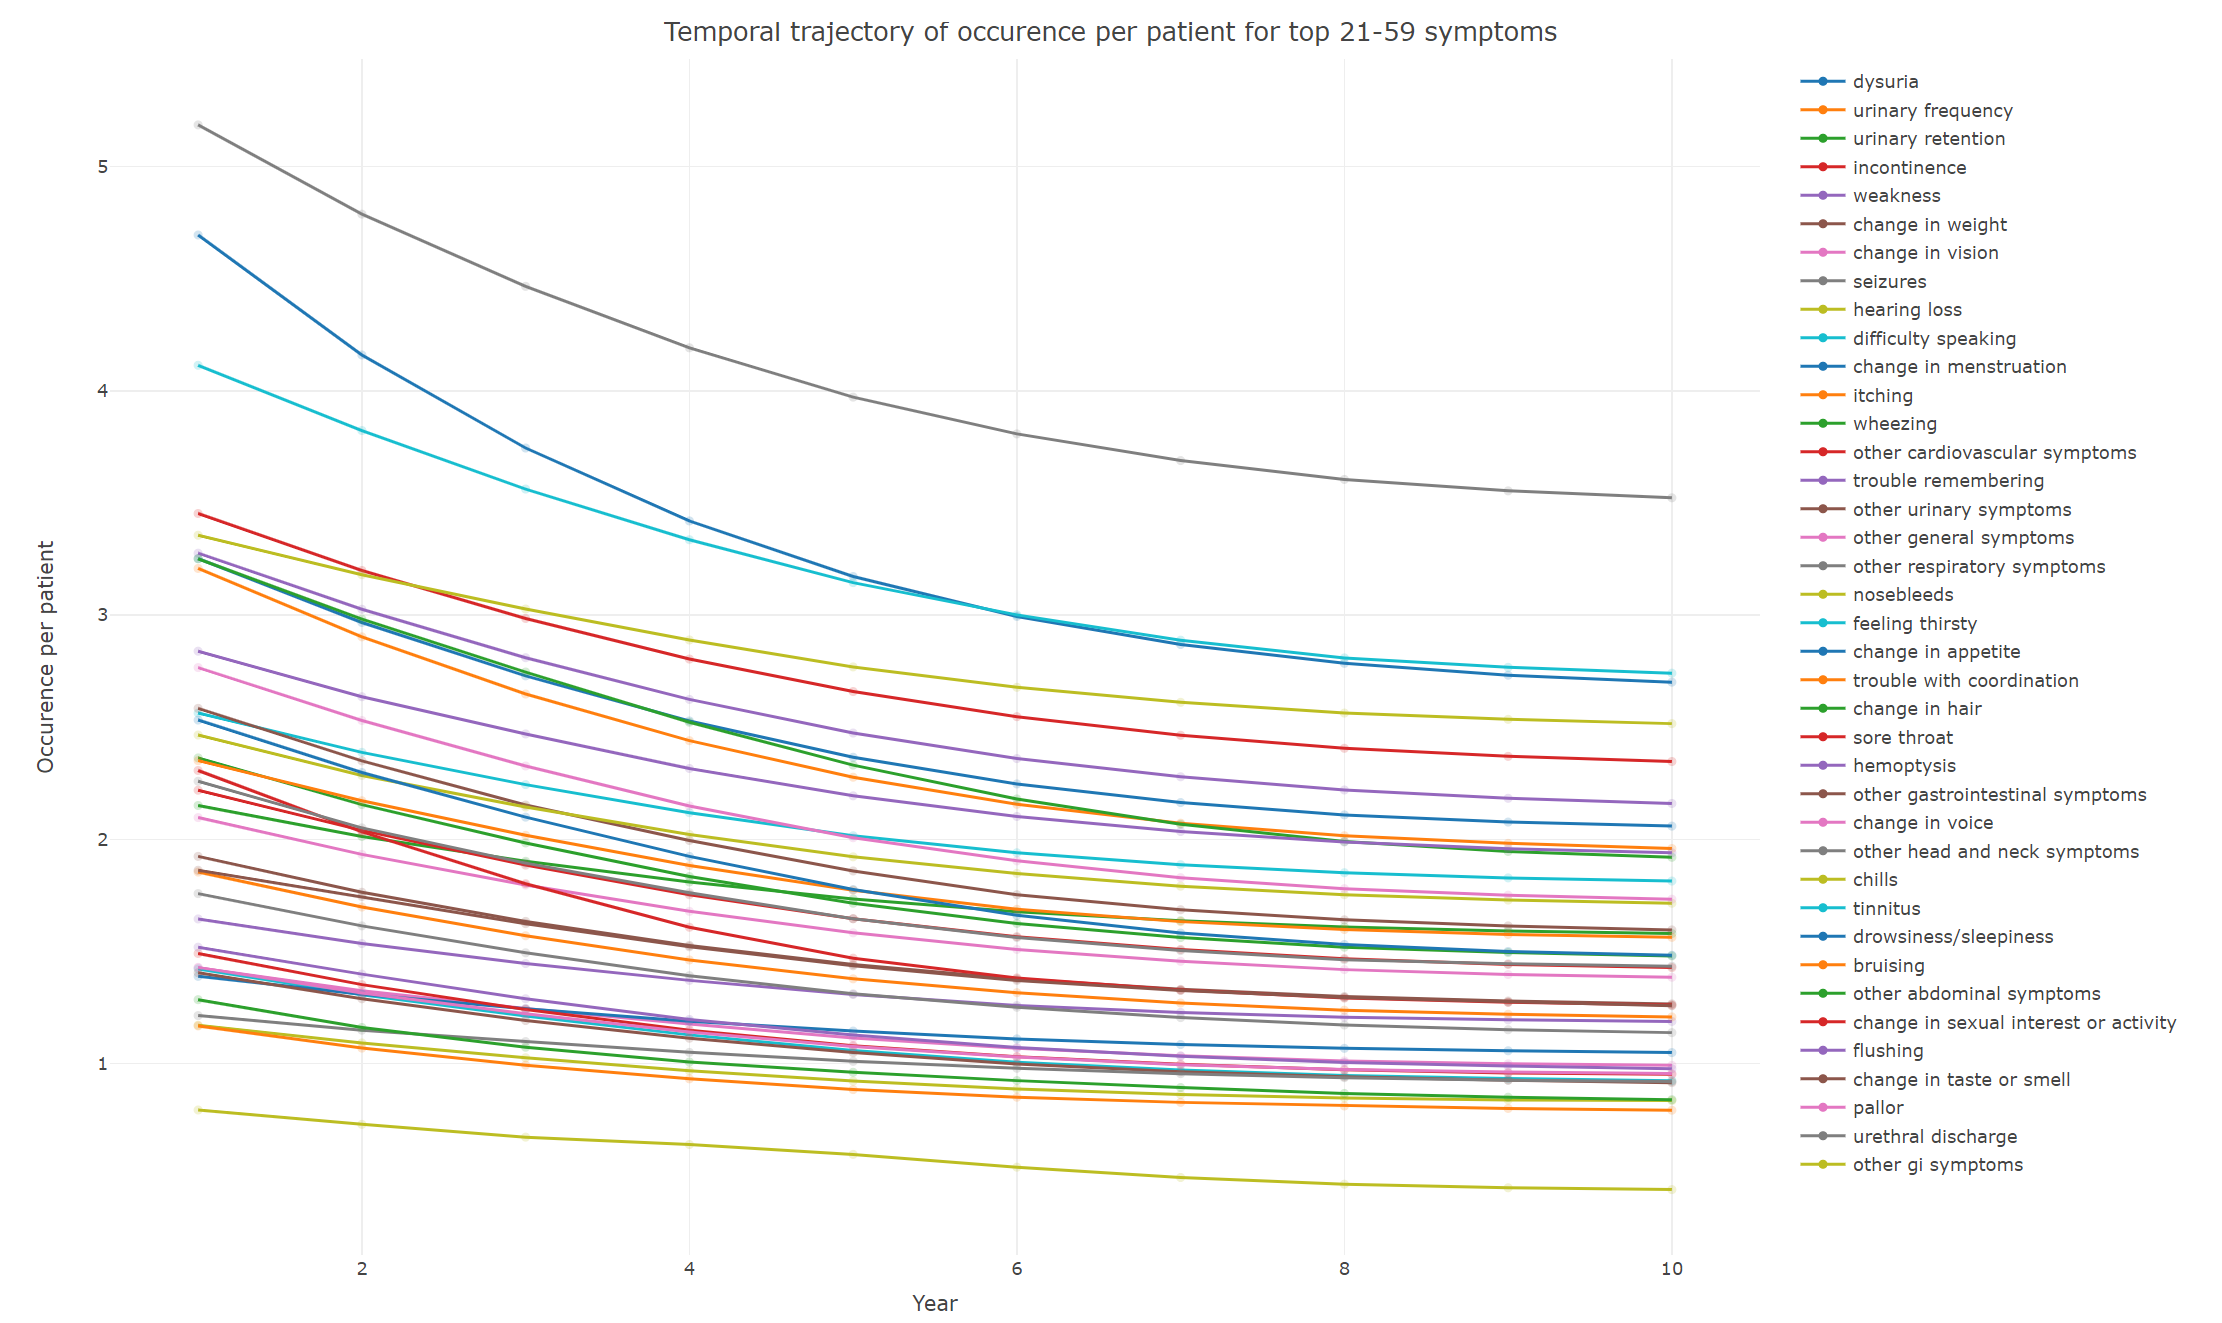 Temporal trajectory of occurence per patient for top 21-59 symptoms
5
4
3
2
1
Occurence per patient
2
4
6
8
10
Year
dysuria
urinary frequency
urinary retention
incontinence
weakness
change in weight
change in vision
seizures
hearing loss
difficulty speaking
change in menstruation
itching
wheezing
other cardiovascular symptoms
trouble remembering
other urinary symptoms
other general symptoms
other respiratory symptoms
nosebleeds
feeling thirsty
change in appetite
trouble with coordination
change in hair
sore throat
hemoptysis
other gastrointestinal symptoms
change in voice
other head and neck symptoms
chills
tinnitus
drowsiness/sleepiness
bruising
other abdominal symptoms
change in sexual interest or activity
flushing
change in taste or smell
pallor
urethral discharge
other gi symptoms